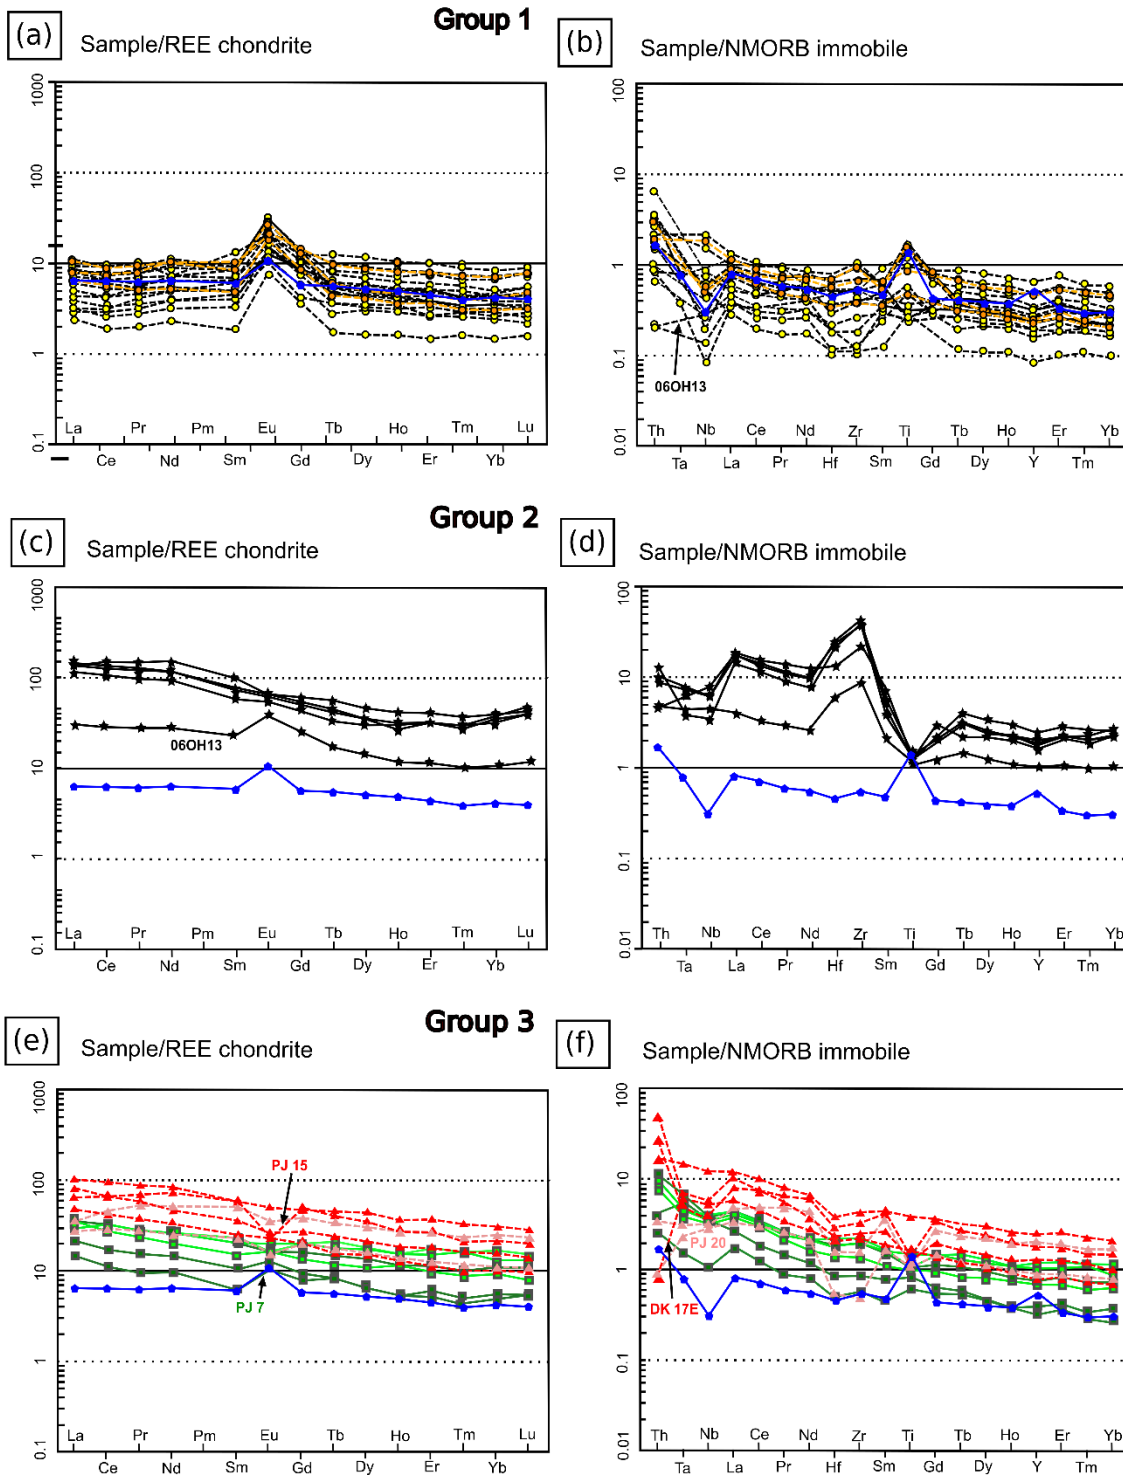 Group 1
(a)
Sample/REE chondrite
1000
100
10
1
0.1
La Pr Pm Eu Tb Ho Tm Lu
Ce Nd Sm Gd Dy Er Yb
(b)
Sample/NMORB immobile
100
10
1
0.1
0.01
06OH13
Th Nb La Ce Nd Zr Ti Tb Ho Er Yb
Ta Pr Hf Sm Gd Dy Y Tm
Group 2
(c)
Sample/REE chondrite
1000
100
10
1
0.1
06OH13
La Pr Pm Eu Tb Ho Tm Lu
Ce Nd Sm Gd Dy Er Yb
(d)
Sample/NMORB immobile
100
10
1
0.1
0.01
Th Nb Ce Nd Zr Ti Tb Ho Er Yb
Ta La Pr Hf Sm Gd Dy Y Tm
Group 3
(e)
Sample/REE chondrite
1000
100
10
1
0.1
PJ 15
PJ 7
La Pr Pm Eu Tb Ho Tm Lu
Ce Nd Sm Gd Dy Er Yb
(f)
Sample/NMORB immobile
100
10
1
0.1
0.01
PJ 20
DK 17E
Th Nb La Ce Nd Zr Ti Tb Ho Er Yb
Ta Pr Hf Sm Gd Dy Y Tm